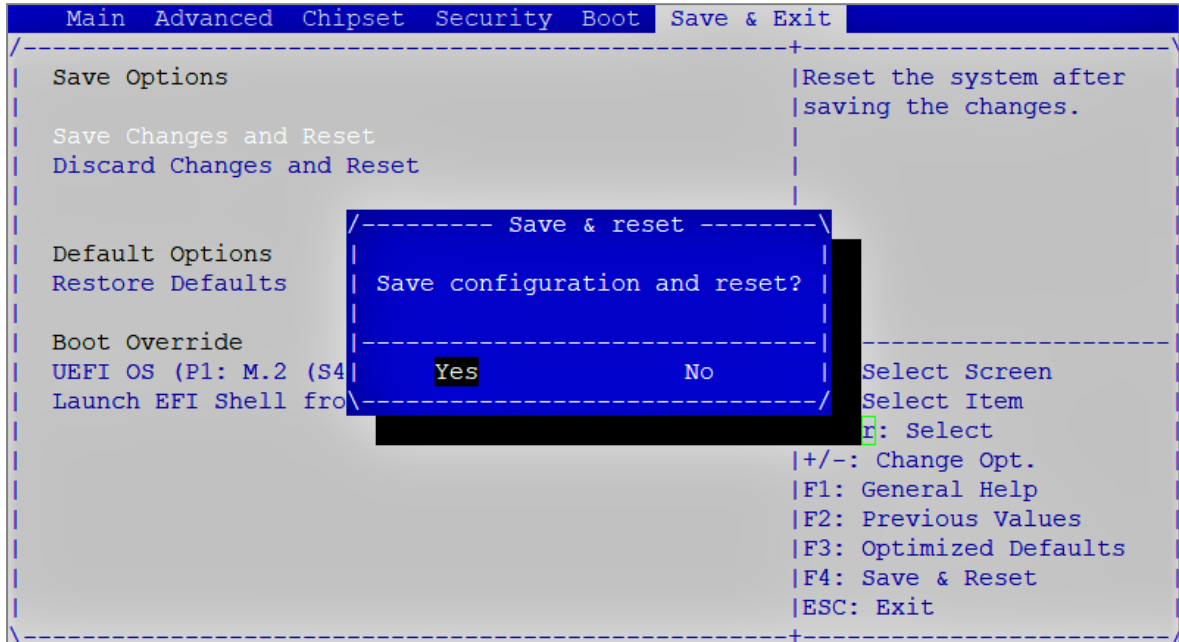 Main Advanced Chipset Security Boot Save & Exit
Save Options
Save Changes and Reset
Discard Changes and Reset
Default Options
Restore Defaults
Boot Override
UEFI OS (P1: M.2 (S4
Launch EFI Shell fro
Save & reset
Save configuration and reset?
Yes No
Reset the system after
saving the changes.
Select Screen
Select Item
r: Select
+/-: Change Opt.
F1: General Help
F2: Previous Values
F3: Optimized Defaults
F4: Save & Reset
ESC: Exit